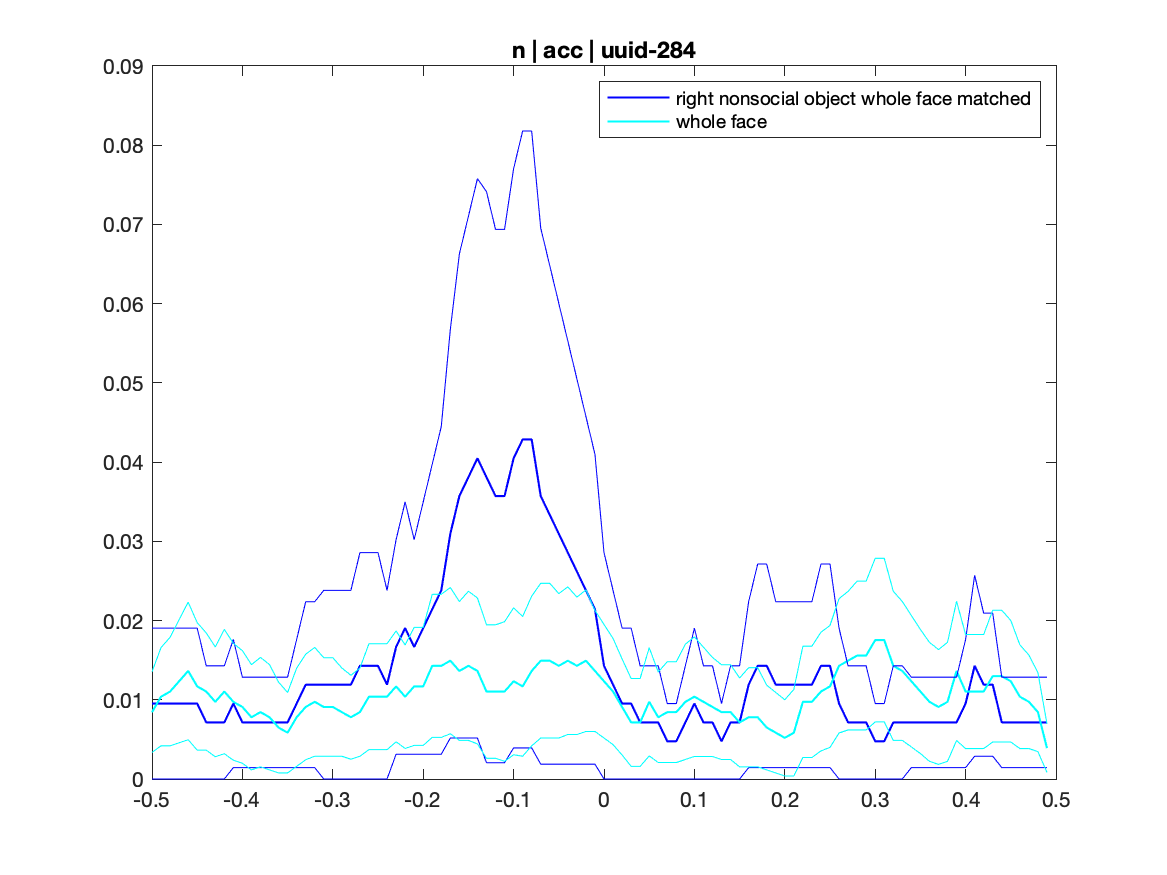 n | acc | uuid-284
0.09
right nonsocial object whole face matched
whole face
0.08
0.07
0.06
0.05
0.04
0.03
0.02
0.01
0
-0.5 -0.4 -0.3 -0.2 -0.1 0 0.1 0.2 0.3 0.4 0.5